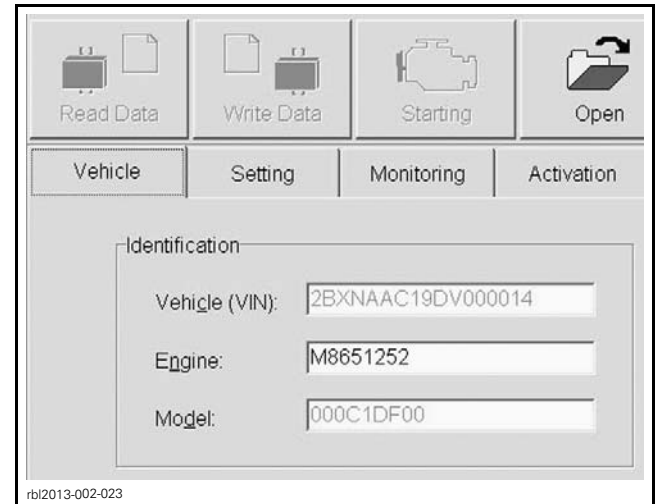 Read Data
Write Data
Starting
Open
Vehicle
Setting
Monitoring
Activation
Identification
Vehicle (VIN): 2BXNAAC19DV000014
Engine: M8651252
Model: 000C1DF00
rbl2013-002-023